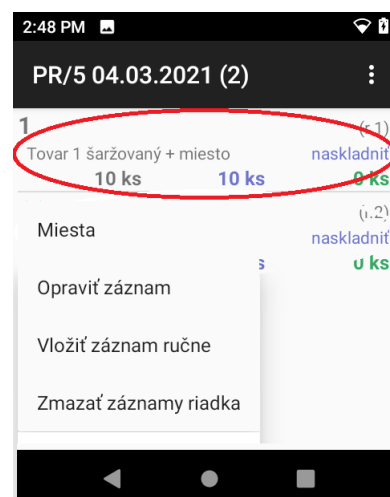 2:48 PM
PR/5 04.03.2021 (2)
1 (r.1)
Tovar 1 šaržovaný + miesto naskladniť
10 ks 10 ks 0 ks
(r.2)
Miesta naskladniť
s 0 ks
Opraviť záznam
Vložiť záznam ručne
Zmazať záznamy riadka